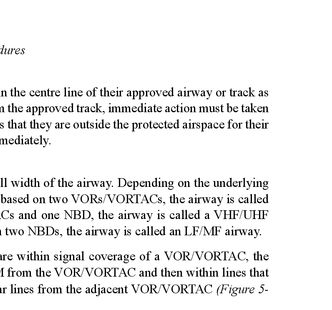 n the centre line of their approved airway or track as
the approved track, immediate action must be taken
s that they are outside the protected airspace for their
mediately.
ll width of the airway. Depending on the underlying
based on two VORs/VORTACs, the airway is called
Cs and one NBD, the airway is called a VHF/UHF
two NBDs, the airway is called an LF/MF airway.
are within signal coverage of a VOR/VORTAC, the
M from the VOR/VORTAC and then within lines that
ar lines from the adjacent VOR/VORTAC (Figure 5-